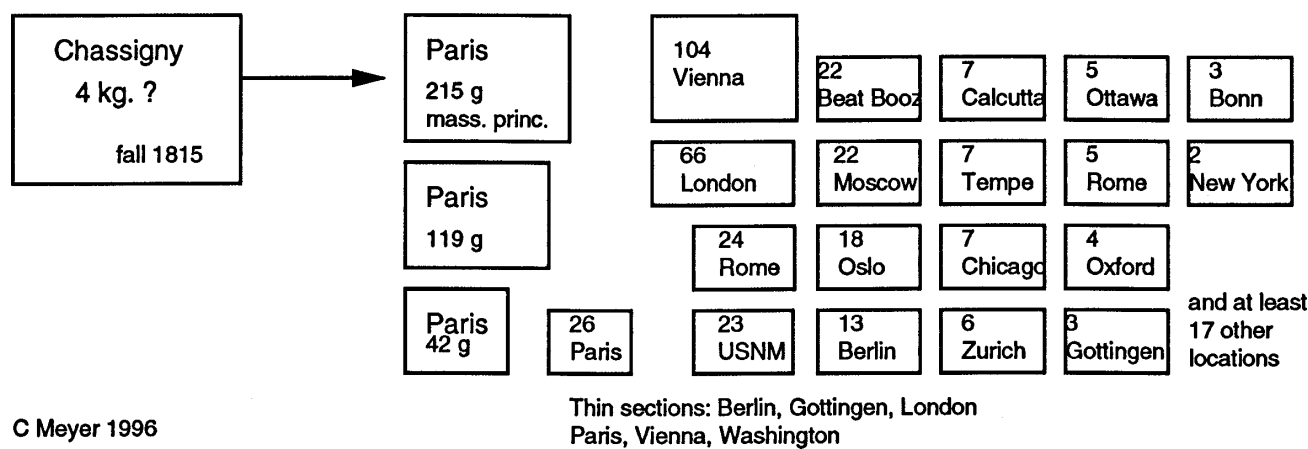 Chassigny
4 kg. ?
fall 1815
Paris
215 g
mass. princ.
Paris
119 g
Paris
42 g
26
Paris
104
Vienna
66
London
24
Rome
23
USNM
22
Beat Booz
22
Moscow
18
Oslo
13
Berlin
7
Calcutta
7
Tempe
7
Chicago
6
Zurich
5
Ottawa
5
Rome
4
Oxford
3
Gottingen
3
Bonn
2
New York
and at least
17 other
locations
Thin sections: Berlin, Gottingen, London
Paris, Vienna, Washington
C Meyer 1996